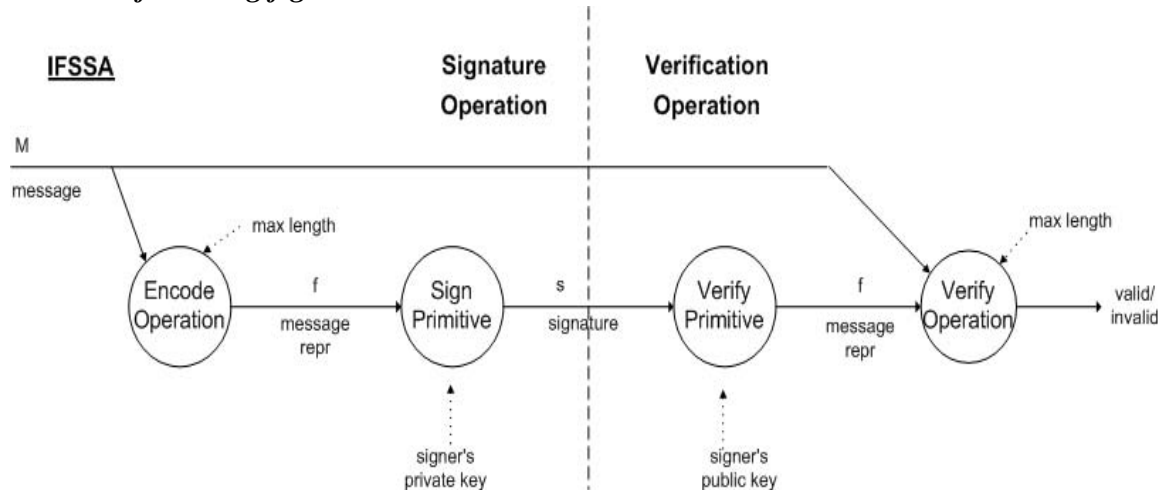 IFSSA
Signature
Operation
Verification
Operation
M
message
max length
max length
Encode
Operation
f
message
repr
Sign
Primitive
s
signature
Verify
Primitive
f
message
repr
Verify
Operation
valid/
invalid
signer's
private key
signer's
public key